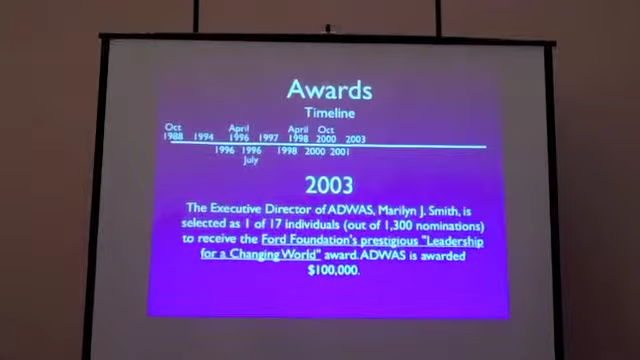 Awards
Timeline
Oct April April Oct
1988 1994 1996 1997 1998 2000 2003
1996 1996 1998 2000 2001
July
2003
The Executive Director of ADWAS, Marilyn J. Smith, is
selected as 1 of 17 individuals (out of 1,300 nominations)
to receive the Ford Foundation's prestigious "Leadership
for a Changing World" award. ADWAS is awarded
$100,000.